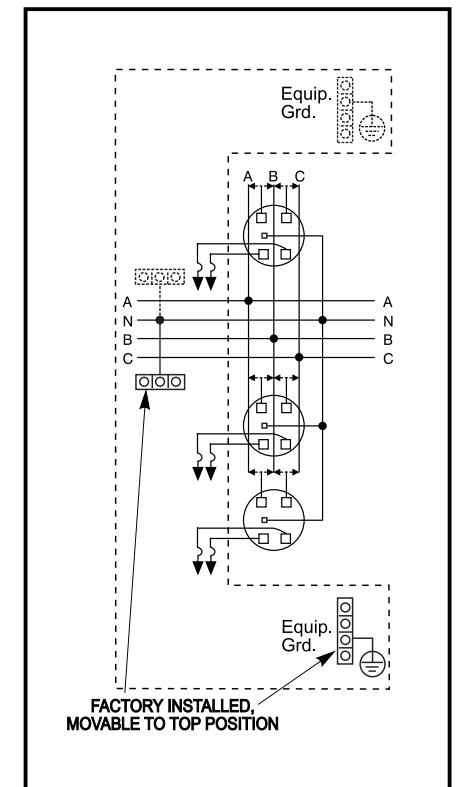 Equip.
Grd.
A B C
A A
N N
B B
C C
Equip.
Grd.
FACTORY INSTALLED,
MOVABLE TO TOP POSITION